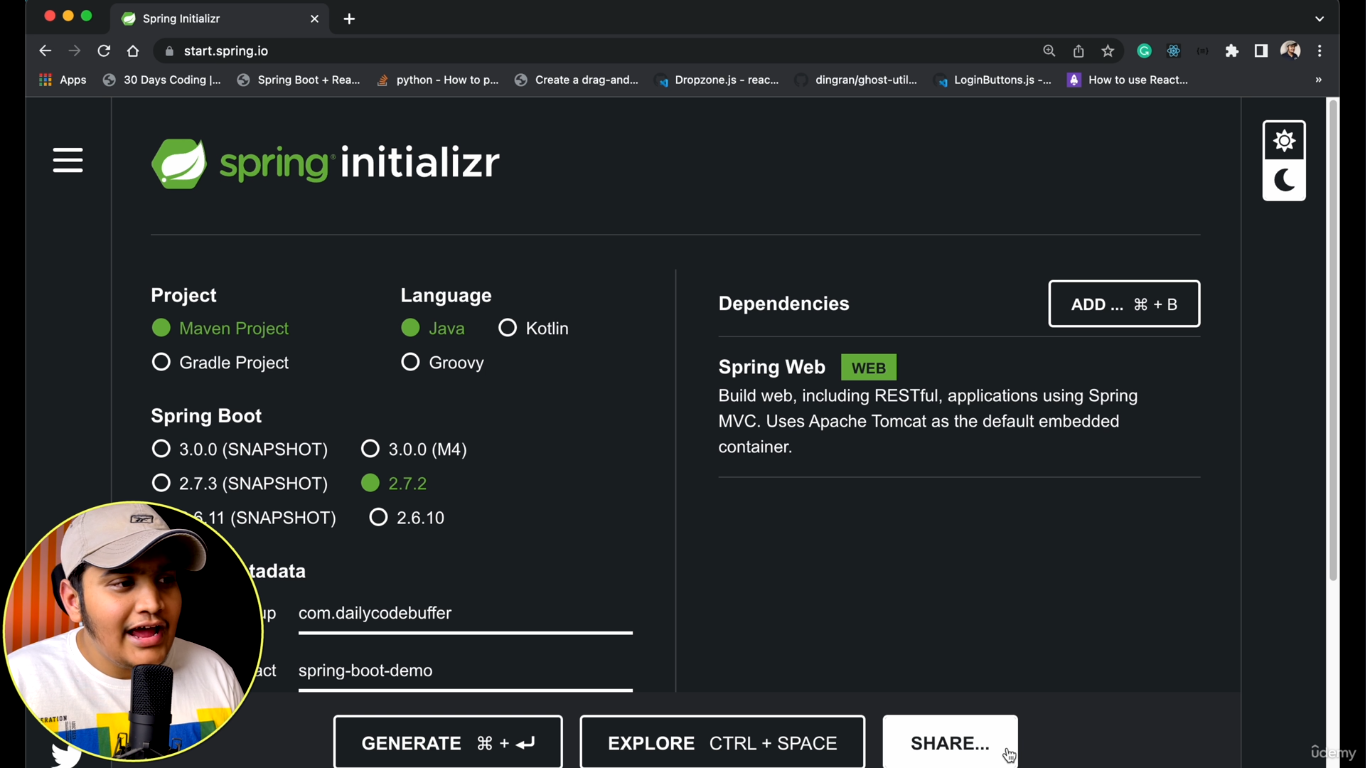 Spring Initializr
start.spring.io
Apps
30 Days Coding |...
Spring Boot + Rea...
python - How to p...
Create a drag-and...
Dropzone.js - reac...
dingran/ghost-util...
LoginButtons.js -...
How to use React...
»
spring initializr
Project
Maven Project
Gradle Project
Language
Java
Kotlin
Groovy
Spring Boot
3.0.0 (SNAPSHOT)
3.0.0 (M4)
2.7.3 (SNAPSHOT)
2.7.2
6.11 (SNAPSHOT)
2.6.10
tadata
up com.dailycodebuffer
act spring-boot-demo
Dependencies
ADD ... ⌘ + B
Spring Web WEB
Build web, including RESTful, applications using Spring
MVC. Uses Apache Tomcat as the default embedded
container.
GENERATE ⌘ + ↵
EXPLORE CTRL + SPACE
SHARE...
ûdemy